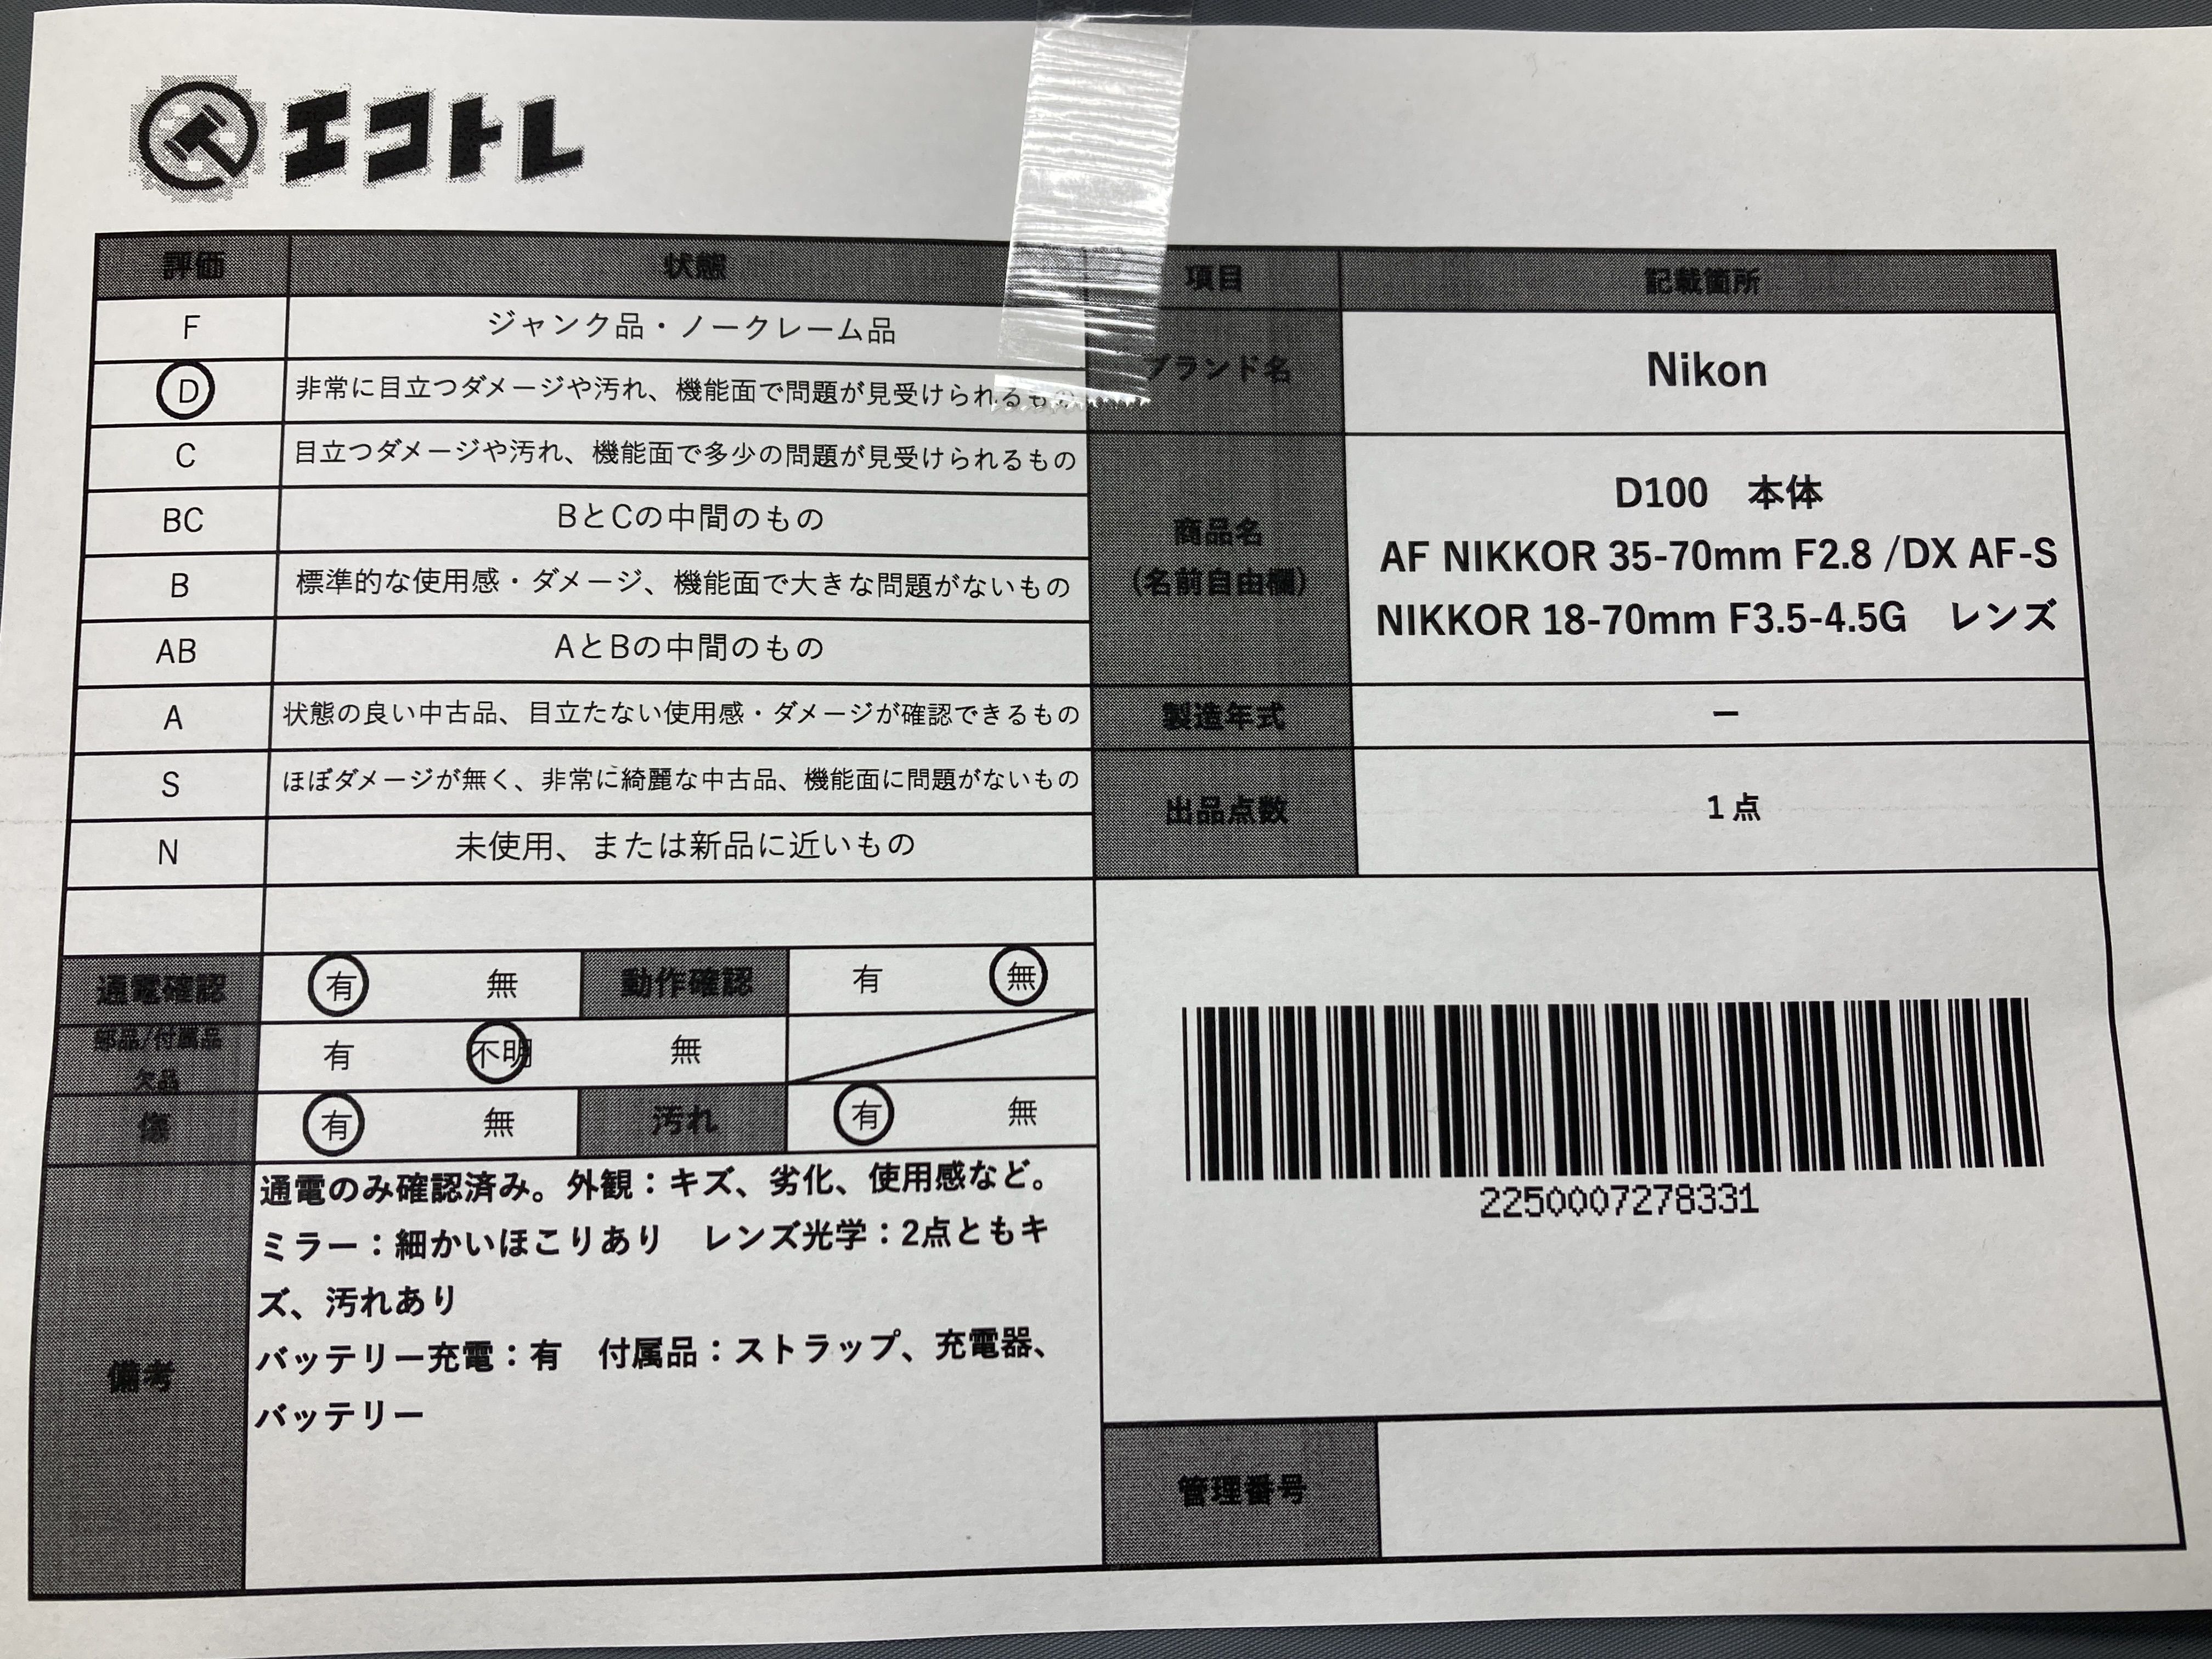 エコトレ
評価 状態
F ジャンク品・ノークレーム品
D 非常に目立つダメージや汚れ、機能面で問題が見受けられるもの
C 目立つダメージや汚れ、機能面で多少の問題が見受けられるもの
BC BとCの中間のもの
B 標準的な使用感・ダメージ、機能面で大きな問題がないもの
AB AとBの中間のもの
A 状態の良い中古品、目立たない使用感・ダメージが確認できるもの
S ほぼダメージが無く、非常に綺麗な中古品、機能面に問題がないもの
N 未使用、または新品に近いもの
通電確認 有 無 動作確認 有 無
部品/付属品
欠品 有 不明 無
傷 有 無 汚れ 有 無
備考
通電のみ確認済み。外観：キズ、劣化、使用感など。
ミラー：細かいほこりあり　レンズ光学：2点ともキ
ズ、汚れあり
バッテリー充電：有　付属品：ストラップ、充電器、
バッテリー
項目 記載箇所
ブランド名 Nikon
商品名
(名前自由欄)
D100　本体
AF NIKKOR 35-70mm F2.8 /DX AF-S
NIKKOR 18-70mm F3.5-4.5G　レンズ
製造年式 ー
出品点数 1点
2250007278331
管理番号